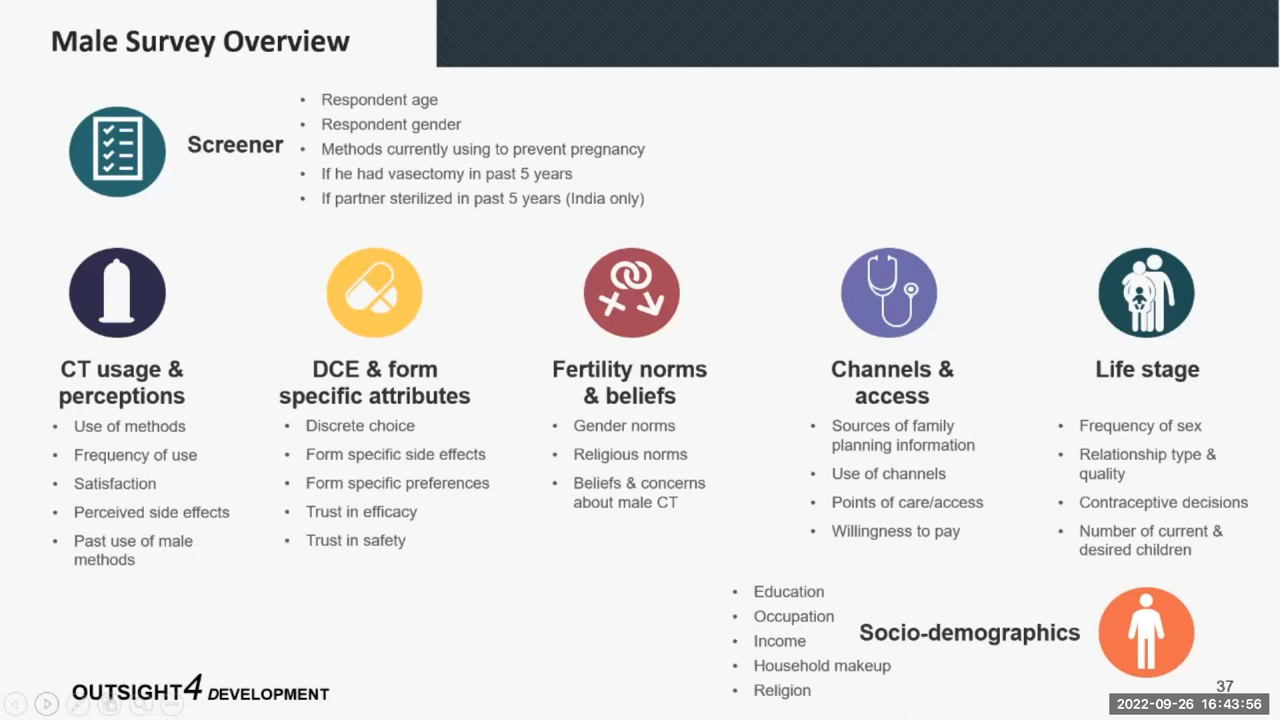 Male Survey Overview
Screener
• Respondent age
• Respondent gender
• Methods currently using to prevent pregnancy
• If he had vasectomy in past 5 years
• If partner sterilized in past 5 years (India only)
CT usage &
perceptions
• Use of methods
• Frequency of use
• Satisfaction
• Perceived side effects
• Past use of male
methods
DCE & form
specific attributes
• Discrete choice
• Form specific side effects
• Form specific preferences
• Trust in efficacy
• Trust in safety
Fertility norms
& beliefs
• Gender norms
• Religious norms
• Beliefs & concerns
about male CT
Channels &
access
• Sources of family
planning information
• Use of channels
• Points of care/access
• Willingness to pay
Life stage
• Frequency of sex
• Relationship type &
quality
• Contraceptive decisions
• Number of current &
desired children
Socio-demographics
• Education
• Occupation
• Income
• Household makeup
• Religion
OUTSIGHT4 DEVELOPMENT
37
2022-09-26 16:43:56